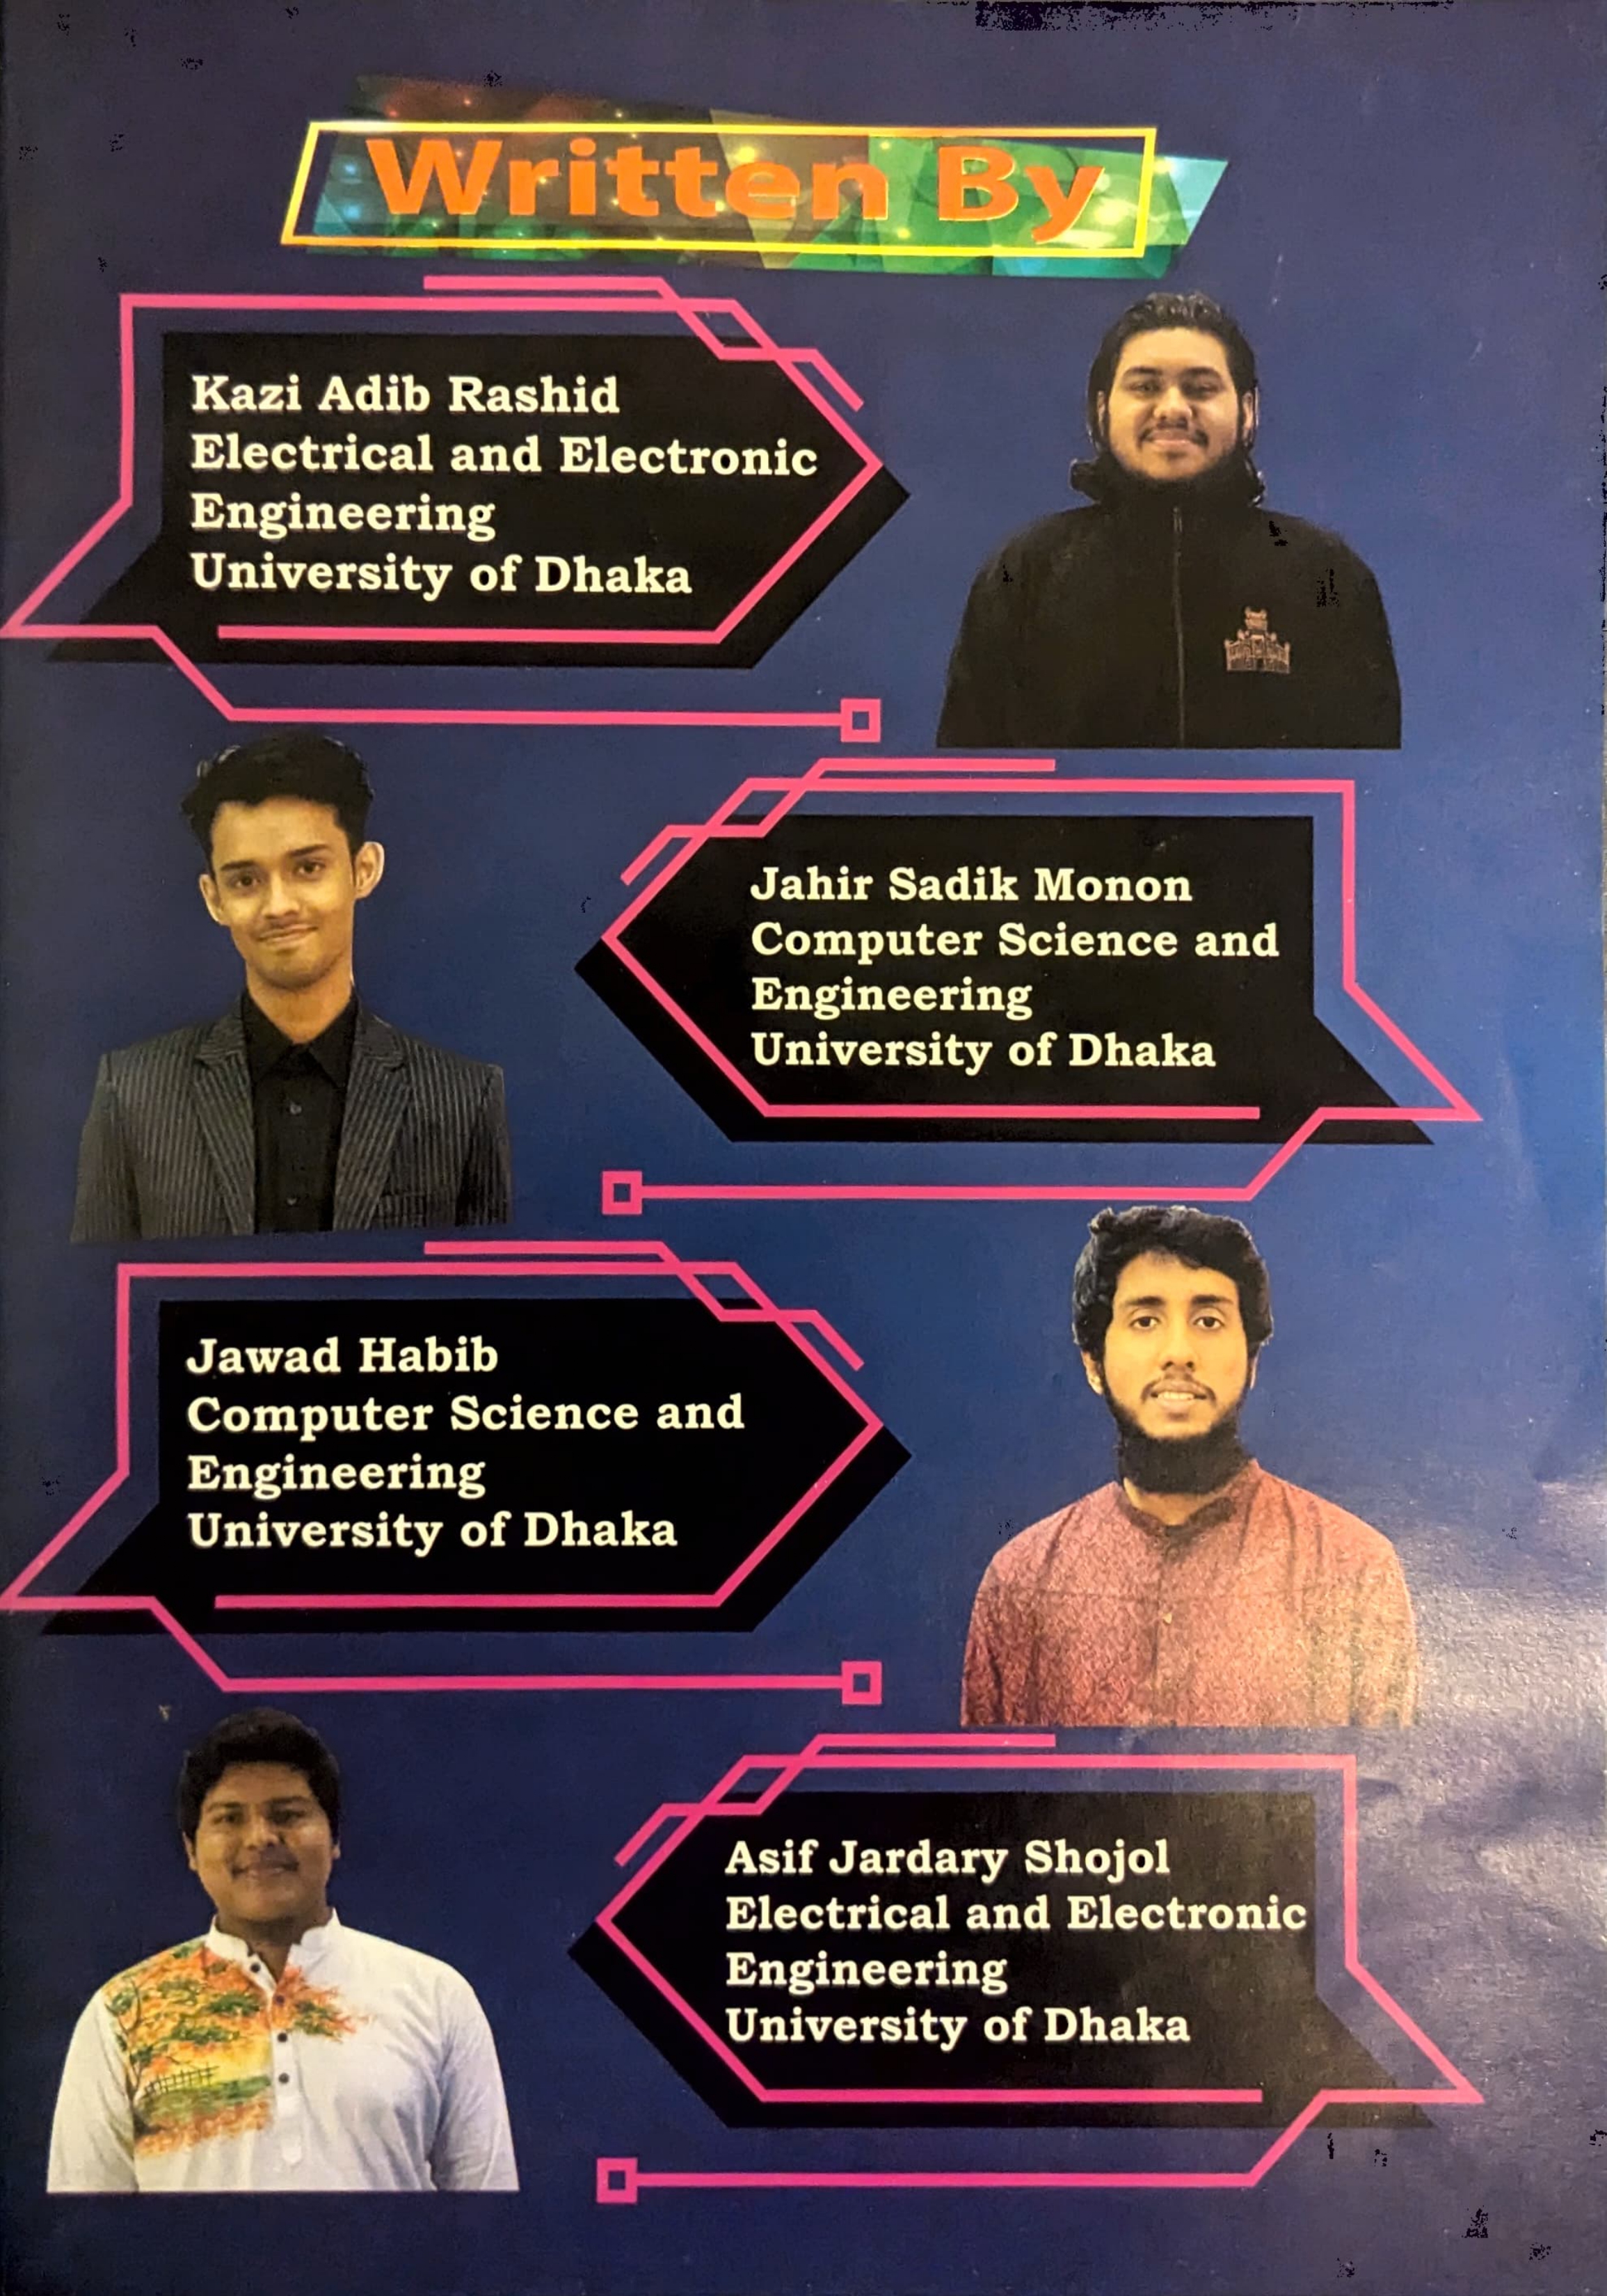 Written By
Kazi Adib Rashid
Electrical and Electronic
Engineering
University of Dhaka
Jahir Sadik Monon
Computer Science and
Engineering
University of Dhaka
Jawad Habib
Computer Science and
Engineering
University of Dhaka
Asif Jardary Shojol
Electrical and Electronic
Engineering
University of Dhaka